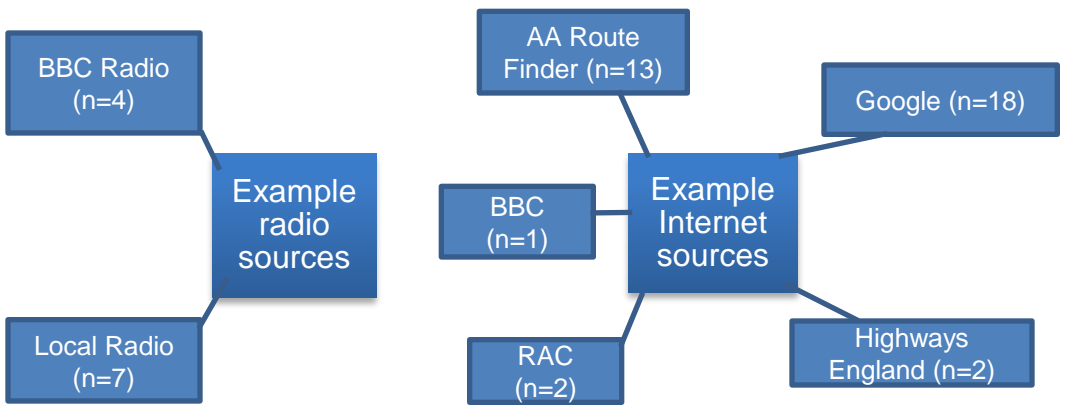 BBC Radio
(n=4)
Example
radio
sources
Local Radio
(n=7)
AA Route
Finder (n=13)
Google (n=18)
BBC
(n=1)
Example
Internet
sources
RAC
(n=2)
Highways
England (n=2)